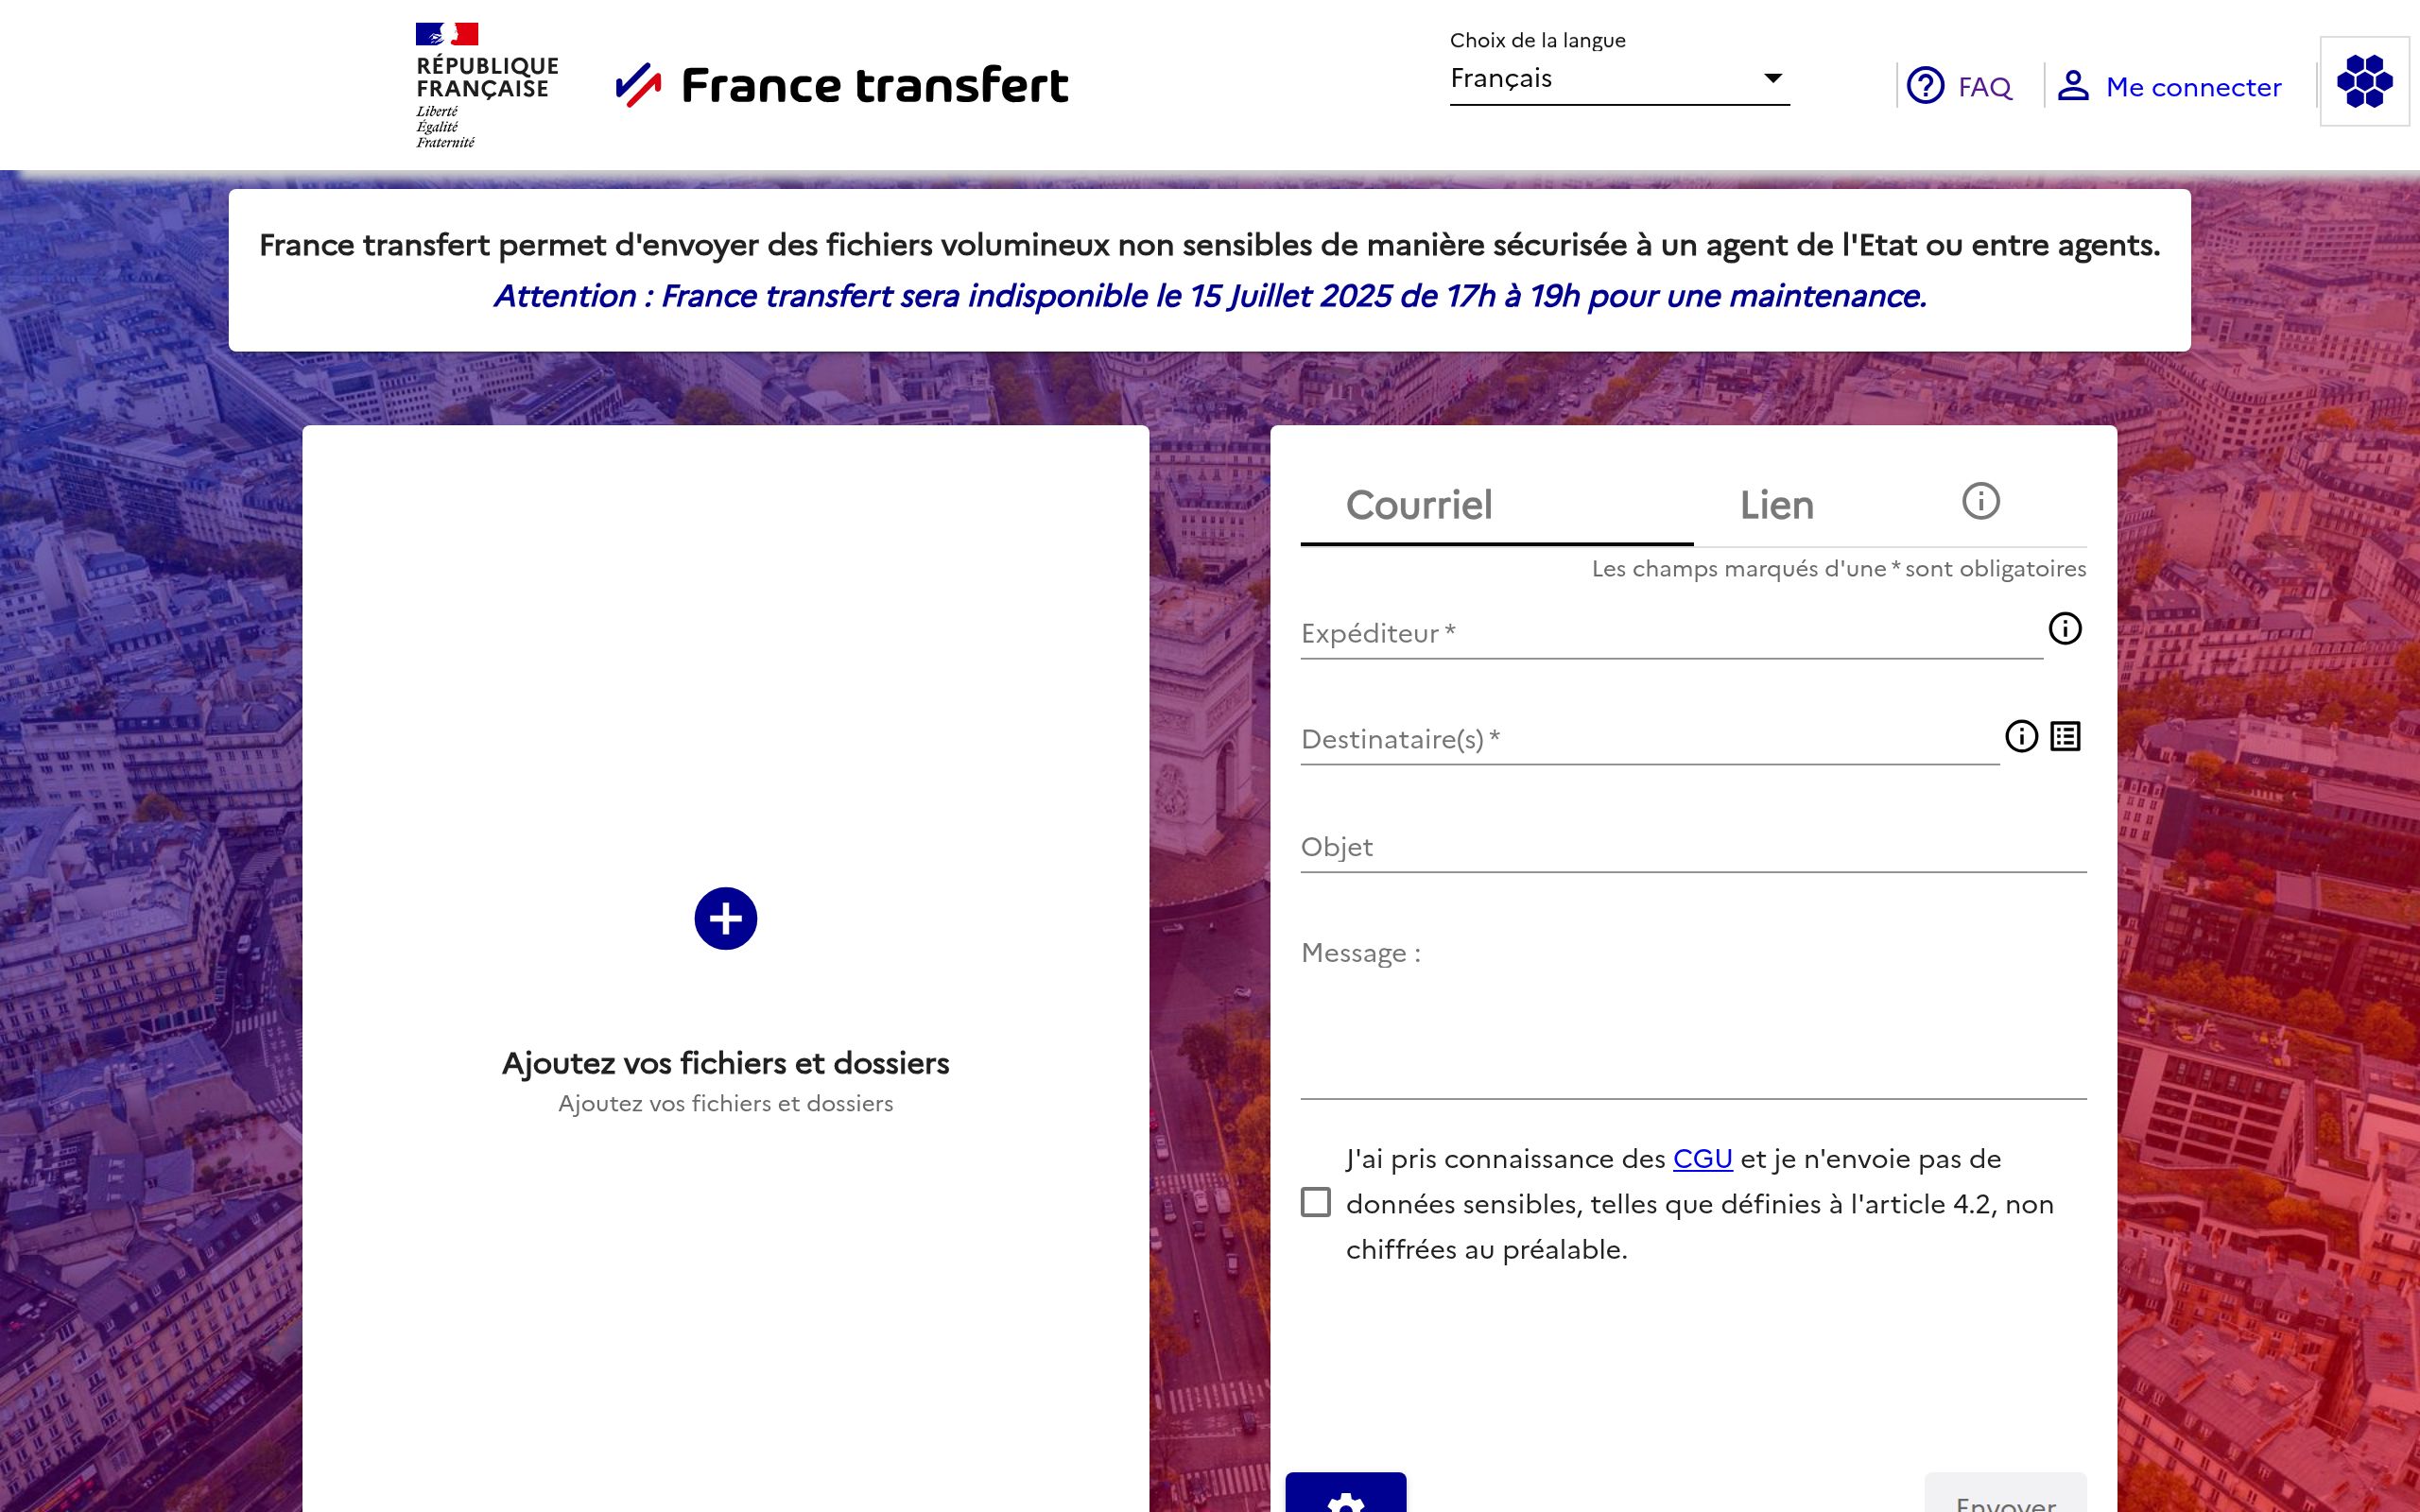 RÉPUBLIQUE
FRANÇAISE
Liberté
Égalité
Fraternité
France transfert
Choix de la langue
Français
FAQ
Me connecter
France transfert permet d'envoyer des fichiers volumineux non sensibles de manière sécurisée à un agent de l'Etat ou entre agents.
Attention : France transfert sera indisponible le 15 Juillet 2025 de 17h à 19h pour une maintenance.
Ajoutez vos fichiers et dossiers
Ajoutez vos fichiers et dossiers
Courriel
Lien
Les champs marqués d'une * sont obligatoires
Expéditeur *
Destinataire(s) *
Objet
Message :
J'ai pris connaissance des CGU et je n'envoie pas de
données sensibles, telles que définies à l'article 4.2, non
chiffrées au préalable.
Envoyer